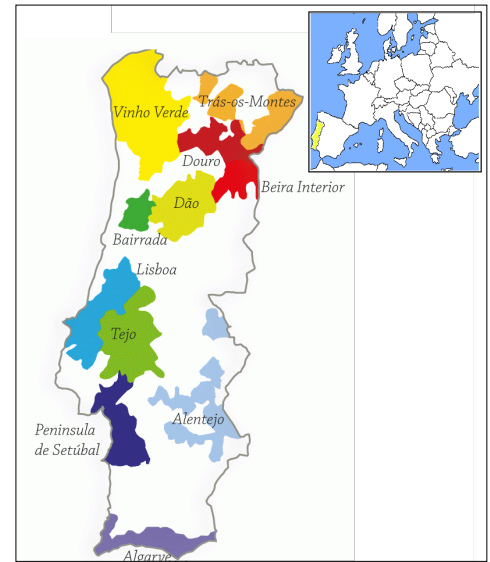 Trás-os-Montes
Vinho Verde
Douro
Beira Interior
Dão
Bairrada
Lisboa
Tejo
Alentejo
Peninsula
de Setúbal
Algarve